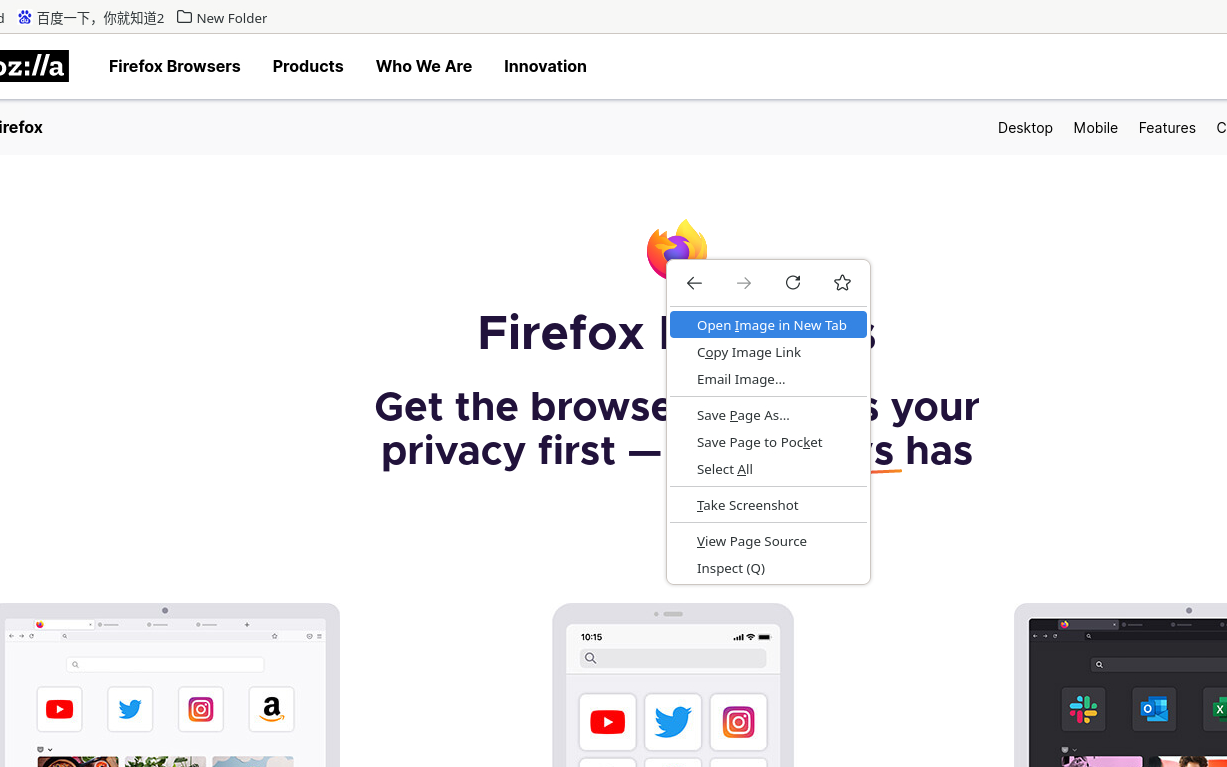 百度一下，你就知道2 New Folder
oz://a Firefox Browsers Products Who We Are Innovation
irefox Desktop Mobile Features C
Firefox
Open Image in New Tab
Copy Image Link
Email Image...
Save Page As...
Save Page to Pocket
Select All
Take Screenshot
View Page Source
Inspect (Q)
Get the browse s your
privacy first — ys has
10:15